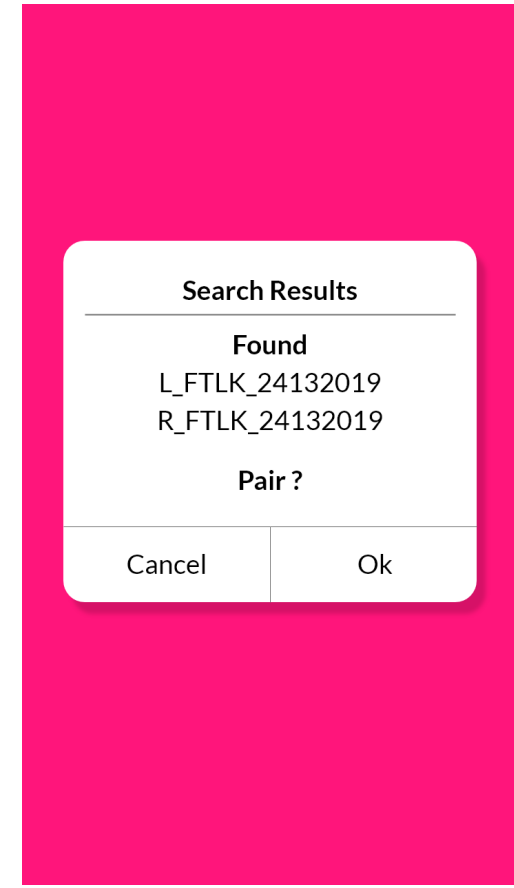 Search Results
Found
L_FTLK_24132019
R_FTLK_24132019
Pair ?
Cancel
Ok